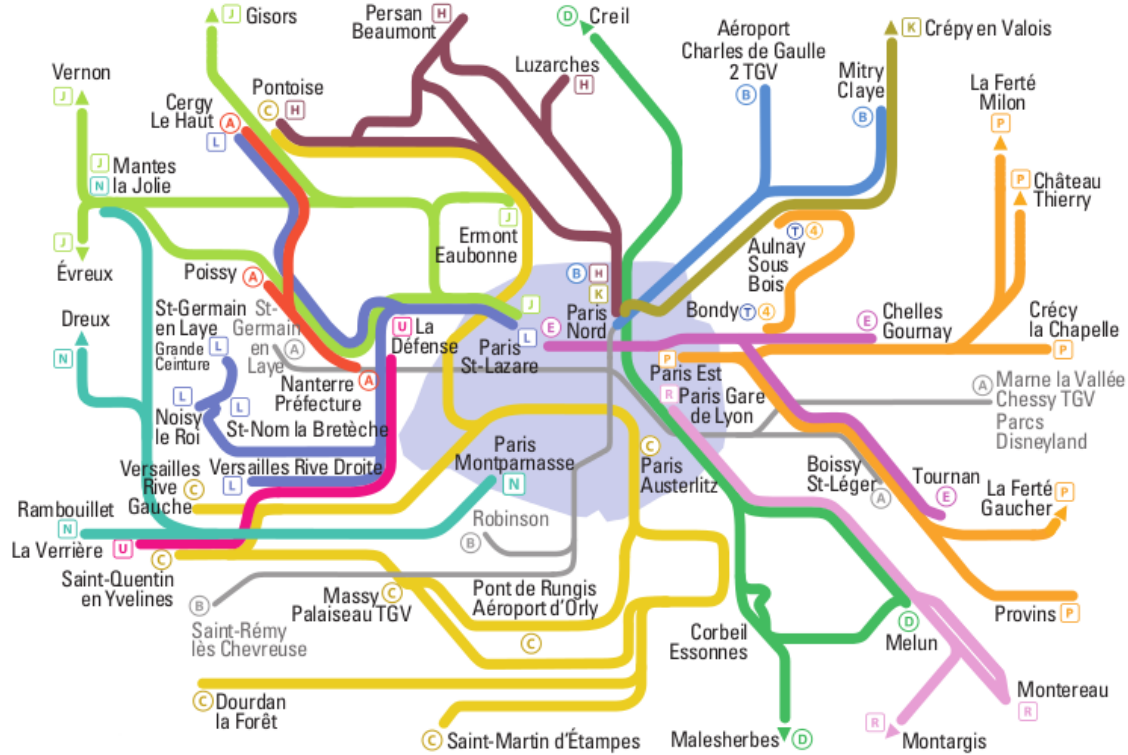 J Gisors
Persan H
Beaumont
D Creil
Aéroport
Charles de Gaulle
2 TGV
B
K Crépy en Valois
Vernon
J
Luzarches
H
Mitry
Claye
B
La Ferté
Milon
P
Cergy
Le Haut A
L
Pontoise
C H
J Mantes
N la Jolie
P Château
Thierry
J
Évreux
J
Ermont
Eaubonne
T 4
Aulnay
Sous
Bois
Poissy A
B H
K
Paris
Nord
Bondy T 4
Dreux
N
St-Germain
en Laye L
Grande
Ceinture
St-
Germain
en
Laye A
U La
Défense
J
L
Paris
St-Lazare
E
E Chelles
Gournay
Crécy
la Chapelle
P
P
Paris Est
Nanterre A
Préfecture
R Paris Gare
de Lyon
A Marne la Vallée
Chessy TGV
Parcs
Disneyland
L
Noisy
le Roi
L
St-Nom la Bretèche
Paris
Montparnasse
N
C
Paris
Austerlitz
Versailles
Rive C
Gauche
Versailles Rive Droite
L
Boissy
St-Léger
A
Tournan
E
La Ferté P
Gaucher
Rambouillet
N
Robinson
B
La Verrière U
C
Saint-Quentin
en Yvelines
Massy C
Palaiseau TGV
Pont de Rungis
Aéroport d’Orly
C
B
Saint-Rémy
lès Chevreuse
Provins P
Corbeil
Essonnes
D
Melun
C Dourdan
la Forêt
Montereau
R
C Saint-Martin d’Étampes
Malesherbes D
R
Montargis